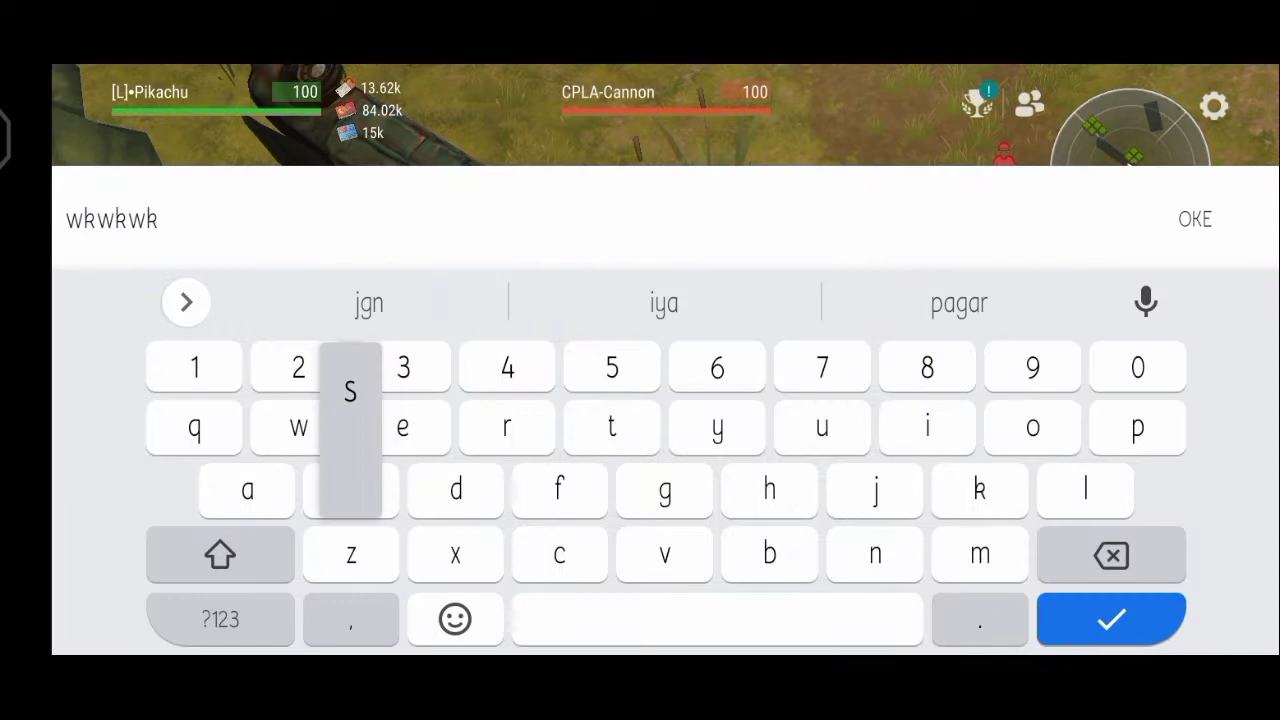 [L]•Pikachu 100 13.62k CPLA-Cannon 100 !
84.02k
15k
wkwkwk OKE
jgn iya pagar
1 2 3 4 5 6 7 8 9 0
S
q w e r t y u i o p
a d f g h j k l
z x c v b n m
?123 , .